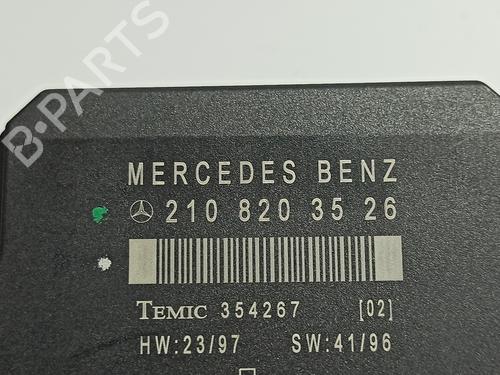 B-PARTS
MERCEDES BENZ
210 820 35 26
TEMIC 354267 [02]
HW:23/97 SW:41/96